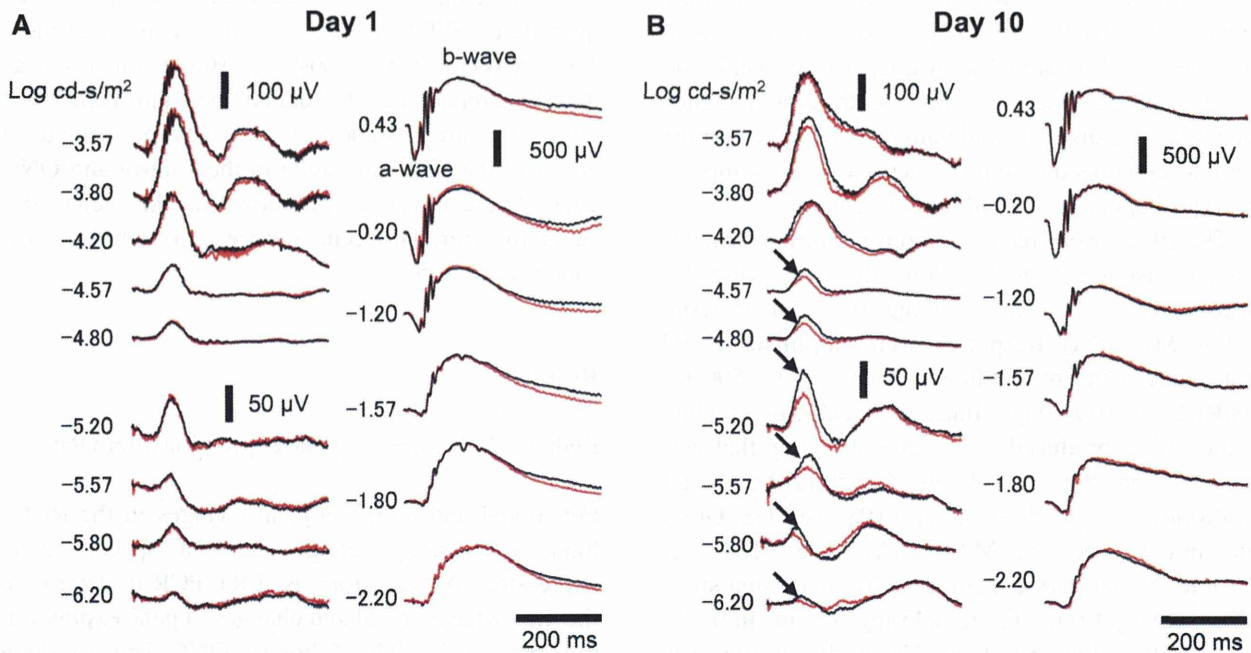 A
Day 1
Log cd-s/m²
100 µV
−3.57
−3.80
−4.20
−4.57
−4.80
50 µV
−5.20
−5.57
−5.80
−6.20
b-wave
0.43
500 µV
a-wave
−0.20
−1.20
−1.57
−1.80
−2.20
200 ms
B
Day 10
Log cd-s/m²
100 µV
−3.57
−3.80
−4.20
−4.57
−4.80
50 µV
−5.20
−5.57
−5.80
−6.20
0.43
500 µV
−0.20
−1.20
−1.57
−1.80
−2.20
200 ms